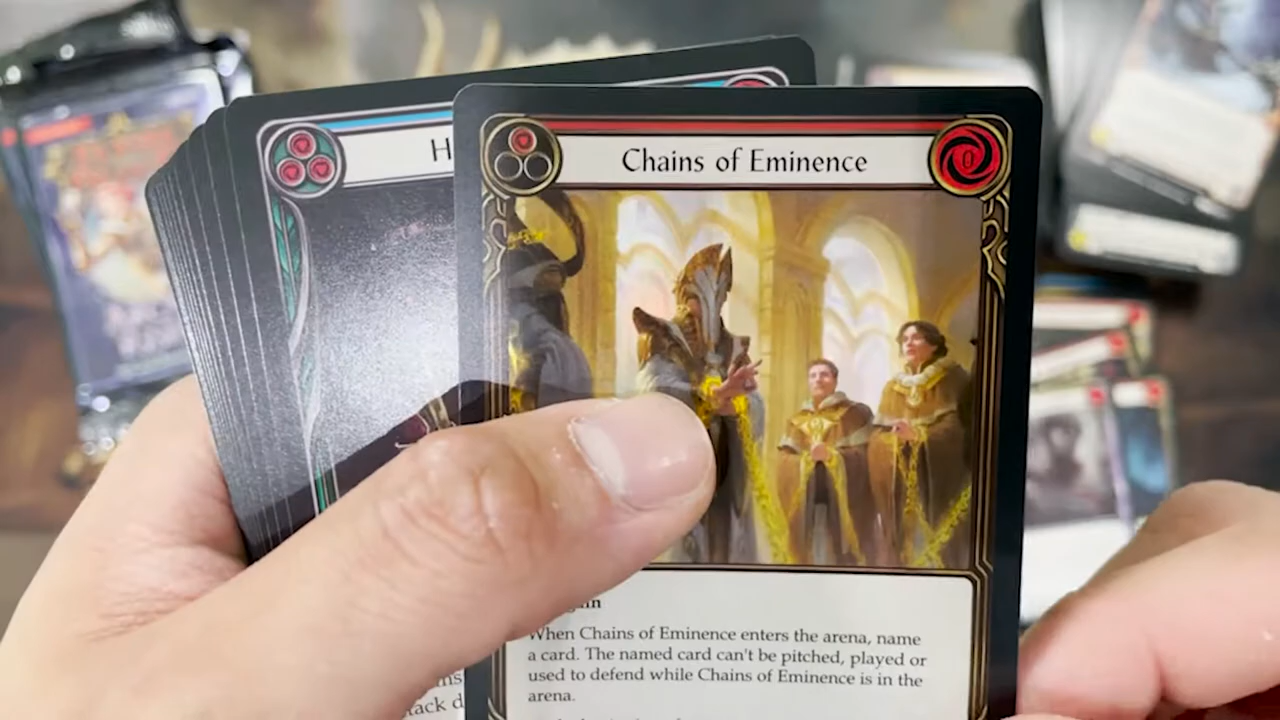 H
Chains of Eminence
0
When Chains of Eminence enters the arena, name
a card. The named card can't be pitched, played or
used to defend while Chains of Eminence is in the
arena.